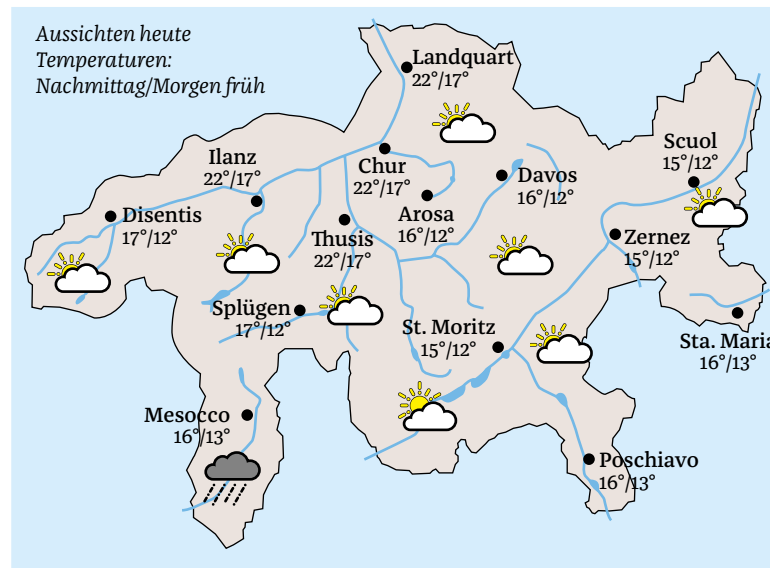 Aussichten heute
Temperaturen:
Nachmittag/Morgen früh
Landquart
22°/17°
Ilanz
22°/17°
Chur
22°/17°
Scuol
15°/12°
Davos
16°/12°
Disentis
17°/12°
Arosa
16°/12°
Thusis
22°/17°
Zernez
15°/12°
Splügen
17°/12°
St. Moritz
15°/12°
Sta. Maria
16°/13°
Mesocco
16°/13°
Poschiavo
16°/13°